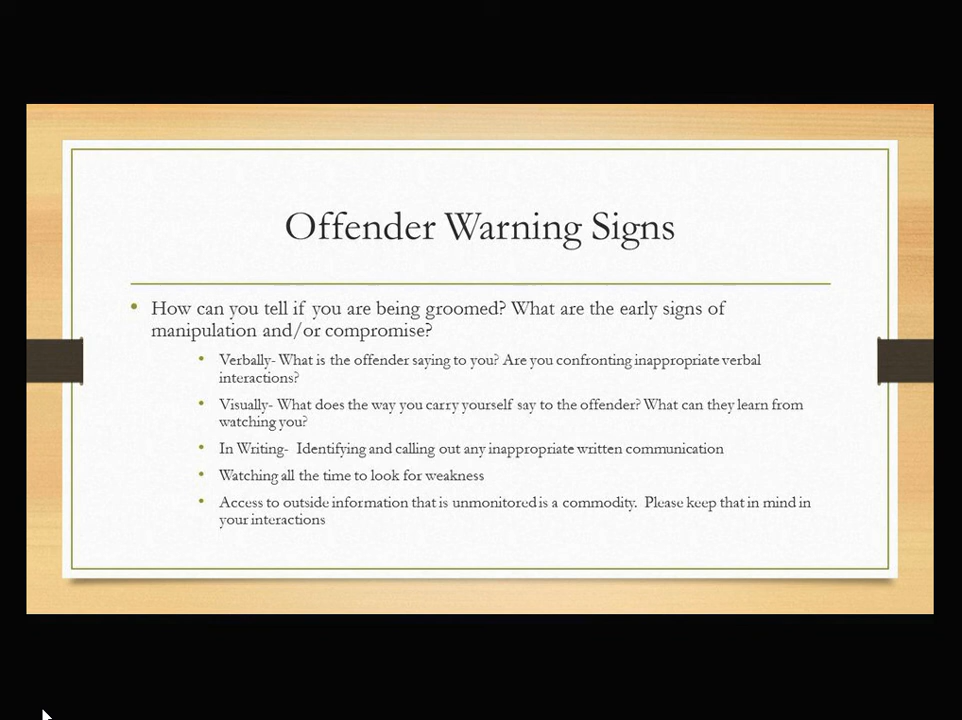 Offender Warning Signs
• How can you tell if you are being groomed? What are the early signs of
manipulation and/or compromise?
• Verbally- What is the offender saying to you? Are you confronting inappropriate verbal
interactions?
• Visually- What does the way you carry yourself say to the offender? What can they learn from
watching you?
• In Writing- Identifying and calling out any inappropriate written communication
• Watching all the time to look for weakness
• Access to outside information that is unmonitored is a commodity. Please keep that in mind in
your interactions